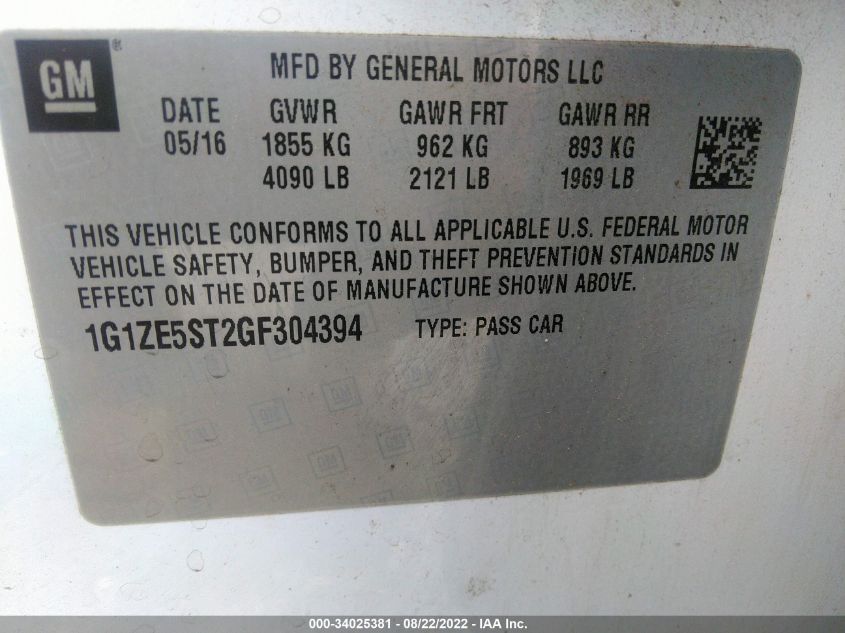 GM ®
MFD BY GENERAL MOTORS LLC
DATE GVWR GAWR FRT GAWR RR
05/16 1855 KG 962 KG 893 KG
4090 LB 2121 LB 1969 LB
THIS VEHICLE CONFORMS TO ALL APPLICABLE U.S. FEDERAL MOTOR
VEHICLE SAFETY, BUMPER, AND THEFT PREVENTION STANDARDS IN
EFFECT ON THE DATE OF MANUFACTURE SHOWN ABOVE.
1G1ZE5ST2GF304394 TYPE: PASS CAR
000-34025381 - 08/22/2022 - IAA Inc.